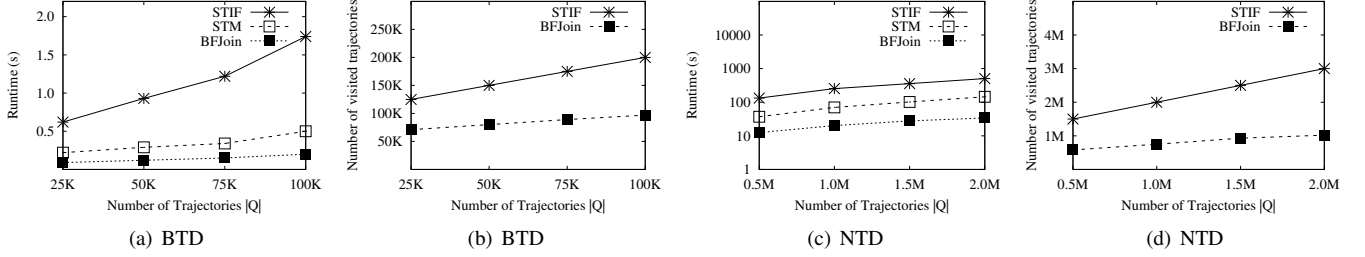 Runtime (s)
2.0
1.5
1.0
0.5
STIF
STM
BFJoin
25K 50K 75K 100K
Number of Trajectories |Q|
(a) BTD
Number of visited trajectories
250K
200K
150K
100K
50K
STIF
BFJoin
25K 50K 75K 100K
Number of Trajectories |Q|
(b) BTD
Runtime (s)
10000
1000
100
10
1
STIF
STM
BFJoin
0.5M 1.0M 1.5M 2.0M
Number of Trajectories |Q|
(c) NTD
Number of visited trajectories
4M
3M
2M
1M
STIF
BFJoin
0.5M 1.0M 1.5M 2.0M
Number of Trajectories |Q|
(d) NTD